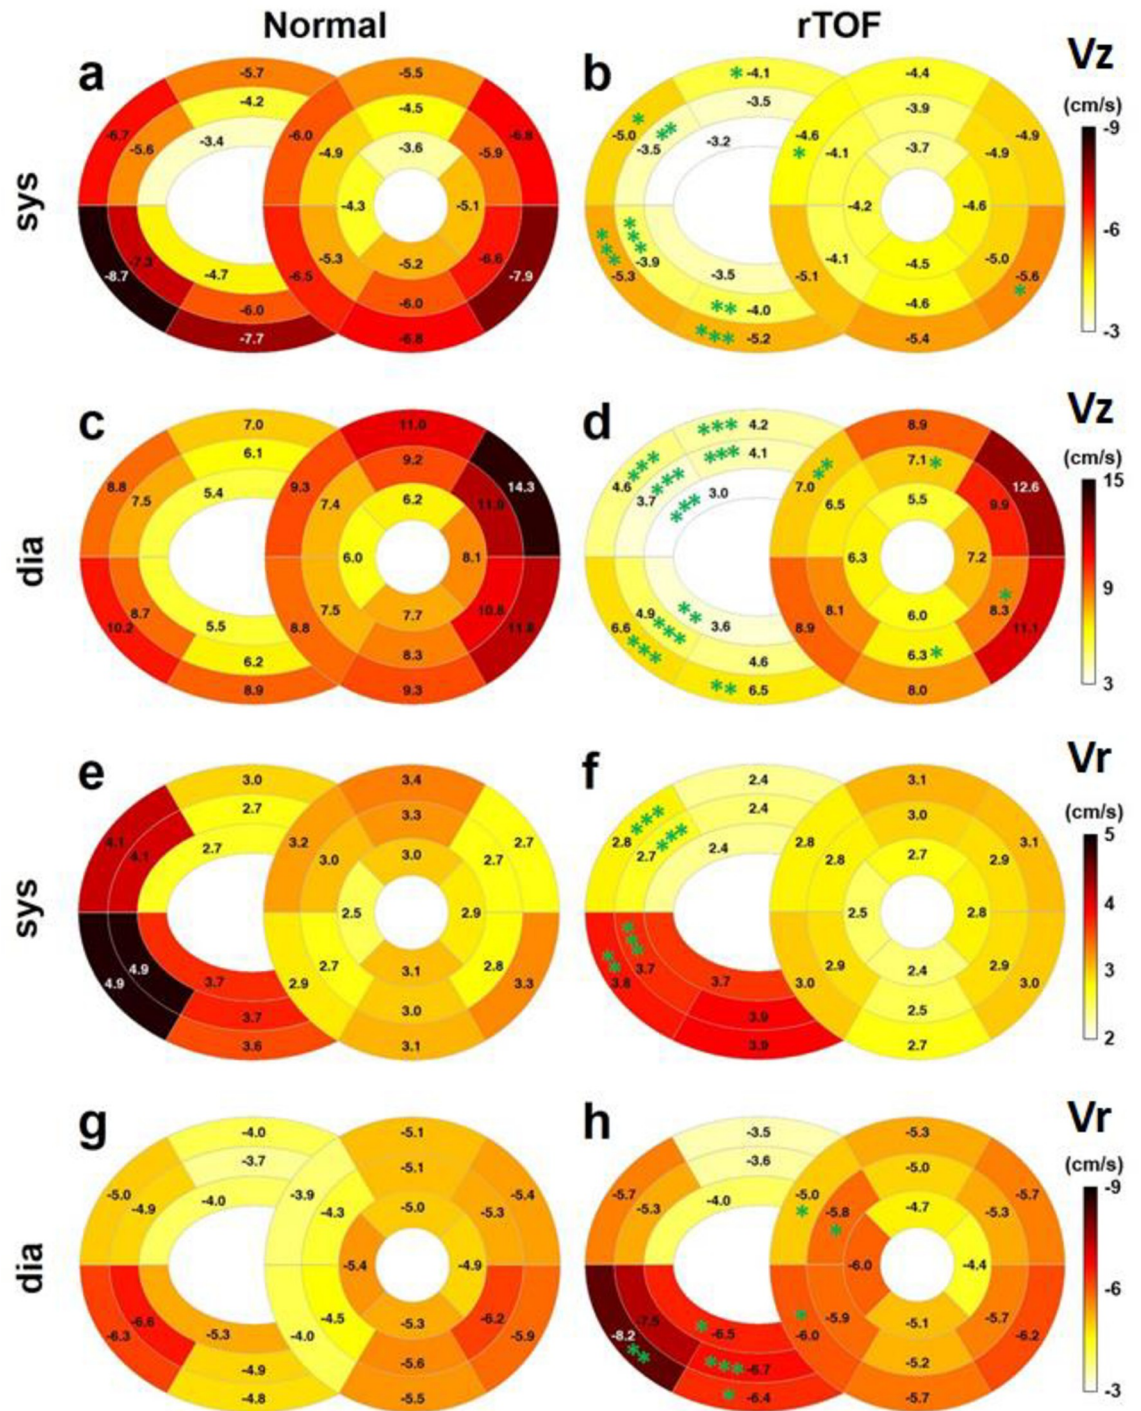 Normal rTOF
a b Vz
(cm/s)
sys
-5.7 -5.5 -4.1 -4.4
-4.2 -4.5 -3.5 -3.9
-6.7 -5.6 -3.4 -6.0 -4.9 -3.6 -5.9 -6.8
-5.0 -3.5 -3.2 -4.6 -4.1 -3.7 -4.9 -4.9
-4.3 -5.1 -4.2 -4.6
-8.7 -7.3 -4.7 -6.5 -5.3 -5.2 -6.6 -7.9
-5.3 -3.9 -3.5 -5.1 -4.1 -4.5 -5.0 -5.6
-6.0 -6.0 -4.0 -4.6
-7.7 -6.8 -5.2 -5.4
-9
-6
-3
c d Vz
(cm/s)
dia
7.0 11.0 4.2 8.9
6.1 9.2 4.1 7.1
8.8 7.5 5.4 9.3 7.4 6.2 11.9 14.3
4.6 3.7 3.0 7.0 6.5 5.5 9.9 12.6
6.0 8.1 6.3 7.2
10.2 8.7 5.5 8.8 7.5 7.7 10.8 11.8
6.6 4.9 3.6 8.9 8.1 6.0 8.3 11.1
6.2 8.3 4.6 6.3
8.9 9.3 6.5 8.0
15
9
3
e f Vr
(cm/s)
sys
3.0 3.4 2.4 3.1
2.7 3.3 2.4 3.0
4.1 4.1 2.7 3.2 3.0 3.0 2.7 2.7
2.8 2.7 2.4 2.8 2.8 2.7 2.9 3.1
2.5 2.9 2.5 2.8
4.9 4.9 3.7 2.9 2.7 3.1 2.8 3.3
3.8 3.7 3.7 3.0 2.9 2.4 2.9 3.0
3.7 3.0 3.9 2.5
3.6 3.1 3.9 2.7
5
4
3
2
g h Vr
(cm/s)
dia
-4.0 -5.1 -3.5 -5.3
-3.7 -5.1 -3.6 -5.0
-5.0 -4.9 -4.0 -3.9 -4.3 -5.0 -5.3 -5.4
-5.7 -5.3 -4.0 -5.0 -5.8 -4.7 -5.3 -5.7
-5.4 -4.9 -6.0 -4.4
-6.3 -6.6 -5.3 -4.0 -4.5 -5.3 -6.2 -5.9
-8.2 -7.5 -6.5 -6.0 -5.9 -5.1 -5.7 -6.2
-4.9 -5.6 -6.7 -5.2
-4.8 -5.5 -6.4 -5.7
-9
-6
-3